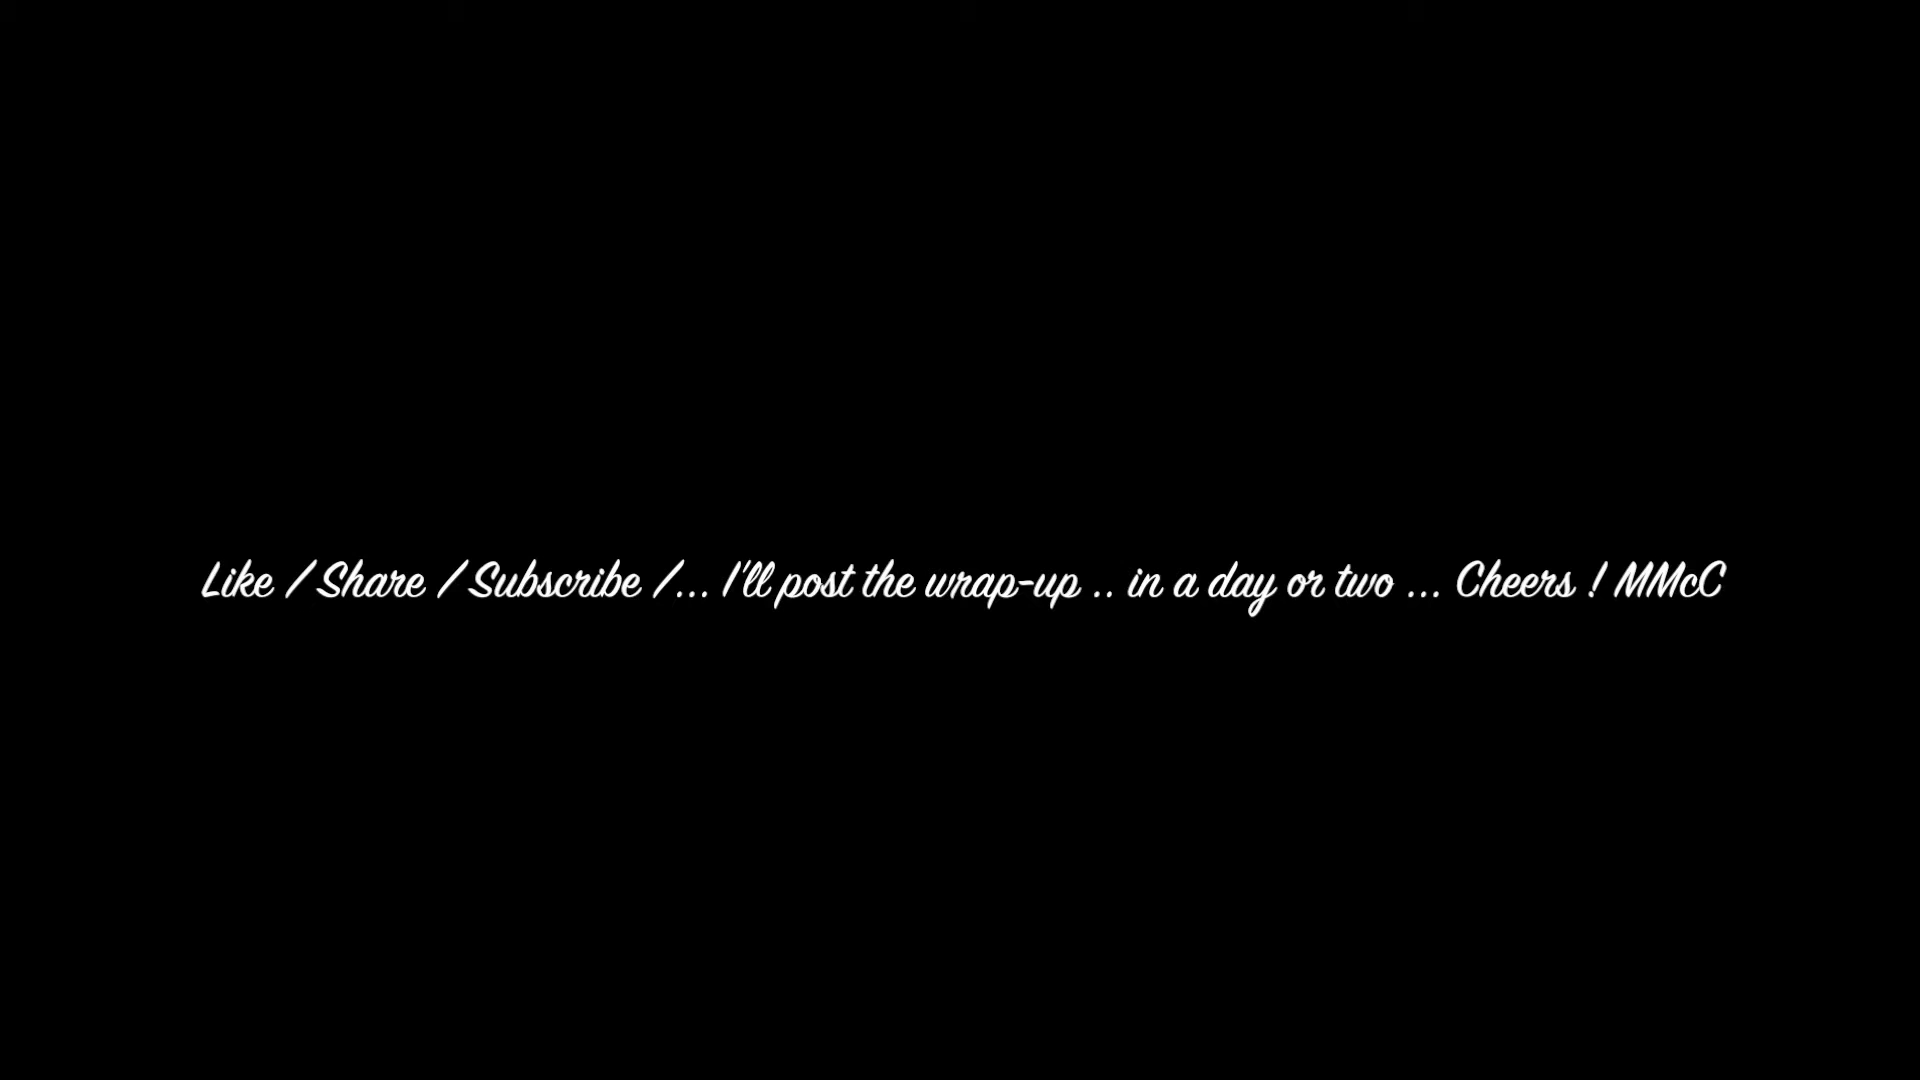 Like / Share / Subscribe /... I'll post the wrap-up .. in a day or two ... Cheers ! MMcC